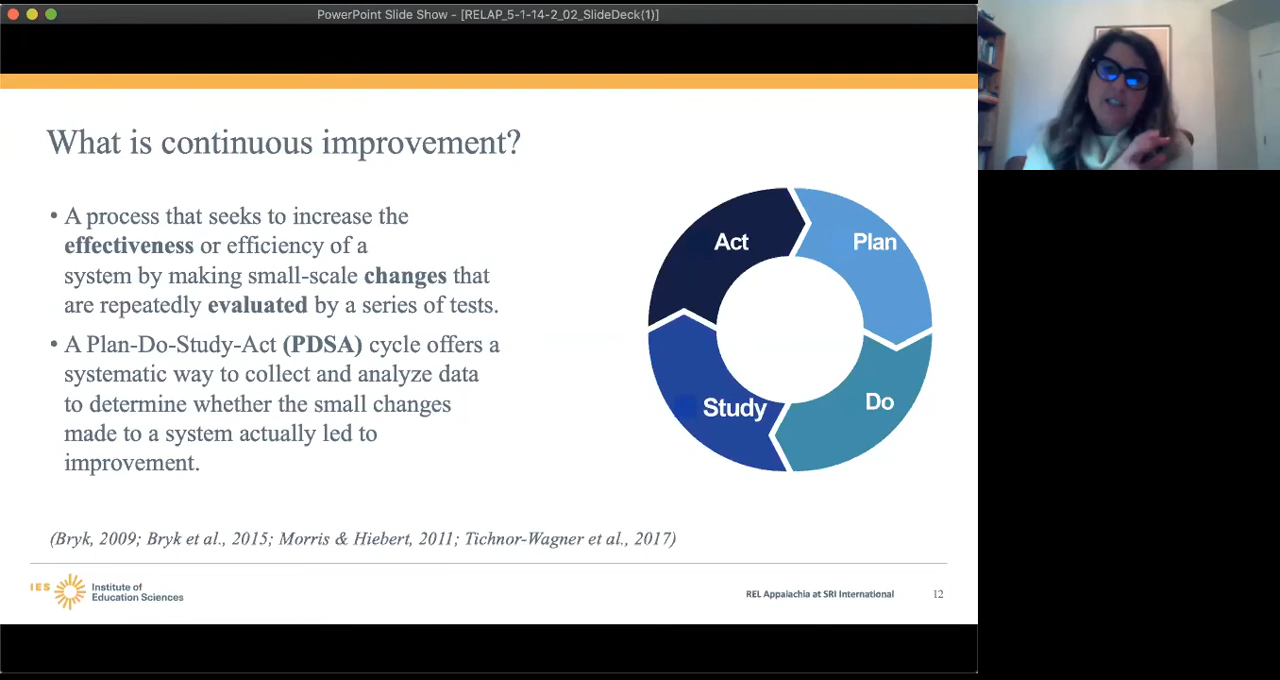 PowerPoint Slide Show - [RELAP_5-1-14-2_02_SlideDeck(1)]
What is continuous improvement?
• A process that seeks to increase the
effectiveness or efficiency of a
system by making small-scale changes that
are repeatedly evaluated by a series of tests.
• A Plan-Do-Study-Act (PDSA) cycle offers a
systematic way to collect and analyze data
to determine whether the small changes
made to a system actually led to
improvement.
Act
Plan
Study
Do
(Bryk, 2009; Bryk et al., 2015; Morris & Hiebert, 2011; Tichnor-Wagner et al., 2017)
IES
Institute of
Education Sciences
REL Appalachia at SRI International
12